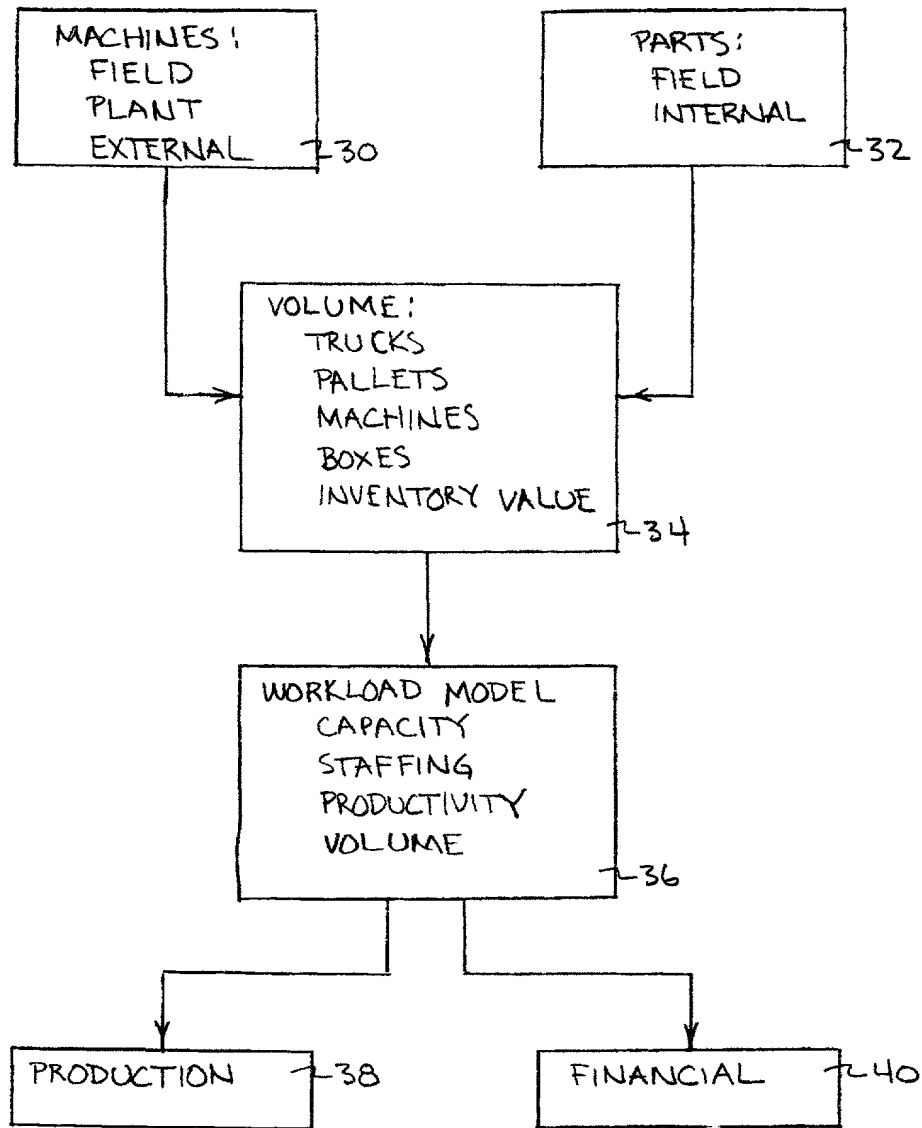 MACHINES:
FIELD
PLANT
EXTERNAL
30
PARTS:
FIELD
INTERNAL
32
VOLUME:
TRUCKS
PALLETS
MACHINES
BOXES
INVENTORY VALUE
34
WORKLOAD MODEL
CAPACITY
STAFFING
PRODUCTIVITY
VOLUME
36
PRODUCTION
38
FINANCIAL
40